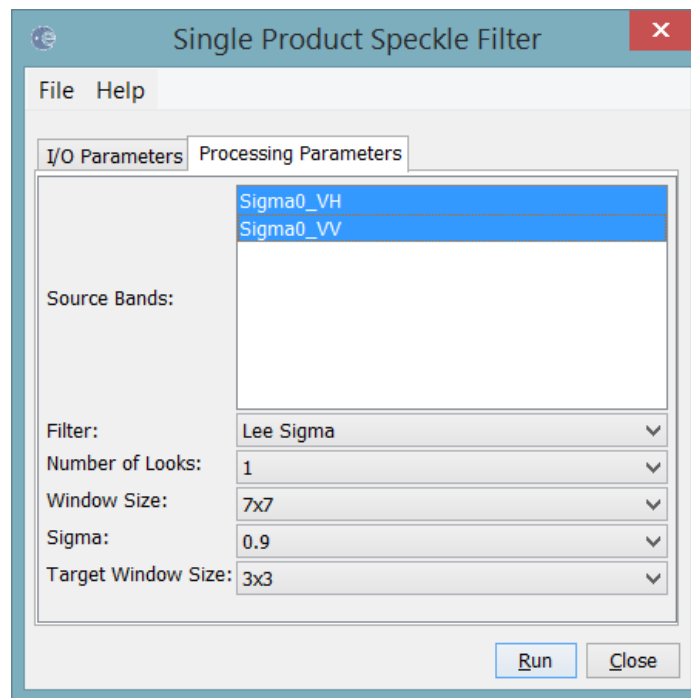 Single Product Speckle Filter
x
File Help
I/O Parameters Processing Parameters
Source Bands:
Sigma0_VH
Sigma0_VV
Filter: Lee Sigma
Number of Looks: 1
Window Size: 7x7
Sigma: 0.9
Target Window Size: 3x3
Run Close